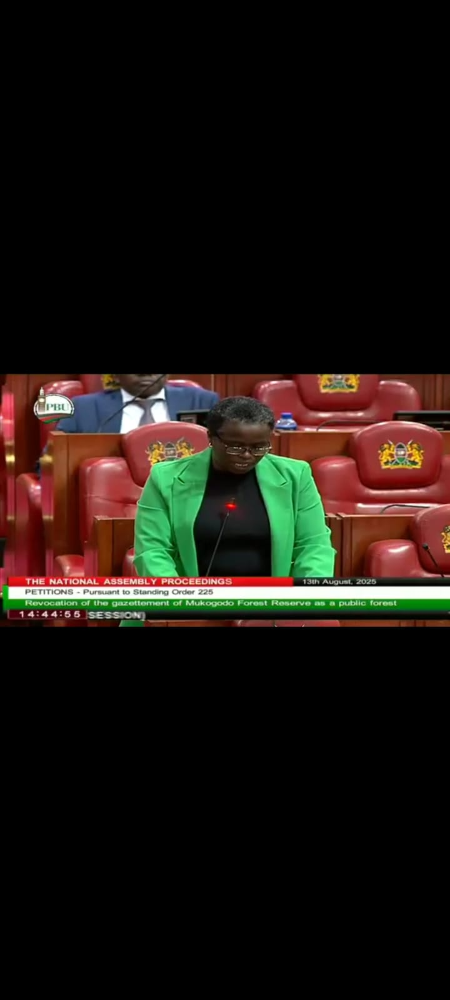 PBU
THE NATIONAL ASSEMBLY PROCEEDINGS
13th August, 2025
PETITIONS - Pursuant to Standing Order 225
Revocation of the gazettement of Mukogodo Forest Reserve as a public forest
14:44:55
SESSION)